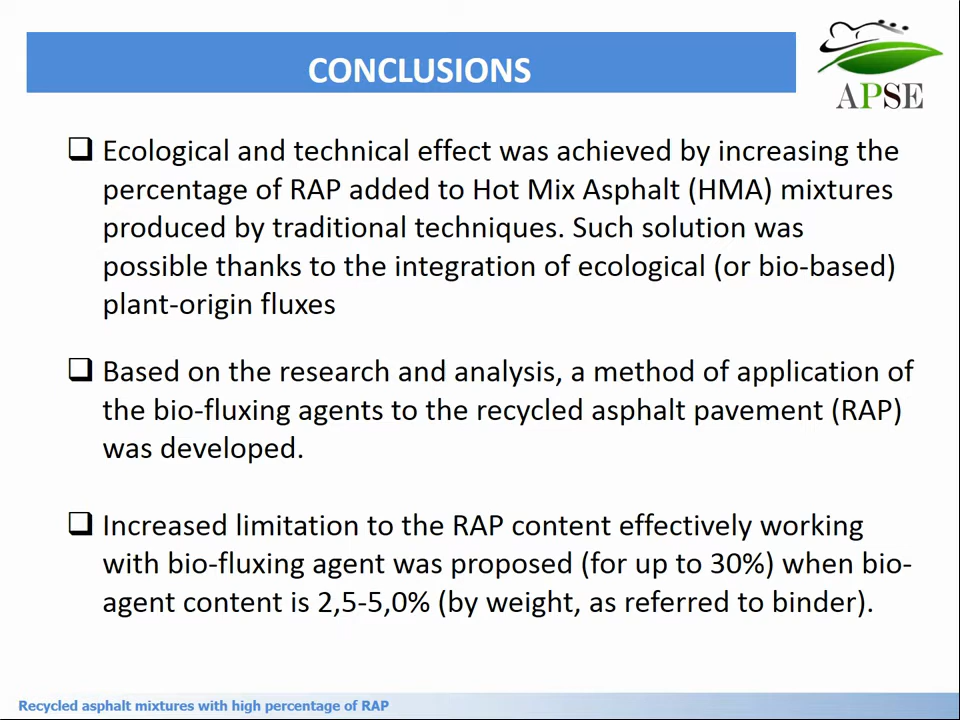 CONCLUSIONS
APSE
Ecological and technical effect was achieved by increasing the
percentage of RAP added to Hot Mix Asphalt (HMA) mixtures
produced by traditional techniques. Such solution was
possible thanks to the integration of ecological (or bio-based)
plant-origin fluxes
Based on the research and analysis, a method of application of
the bio-fluxing agents to the recycled asphalt pavement (RAP)
was developed.
Increased limitation to the RAP content effectively working
with bio-fluxing agent was proposed (for up to 30%) when bio-
agent content is 2,5-5,0% (by weight, as referred to binder).
Recycled asphalt mixtures with high percentage of RAP